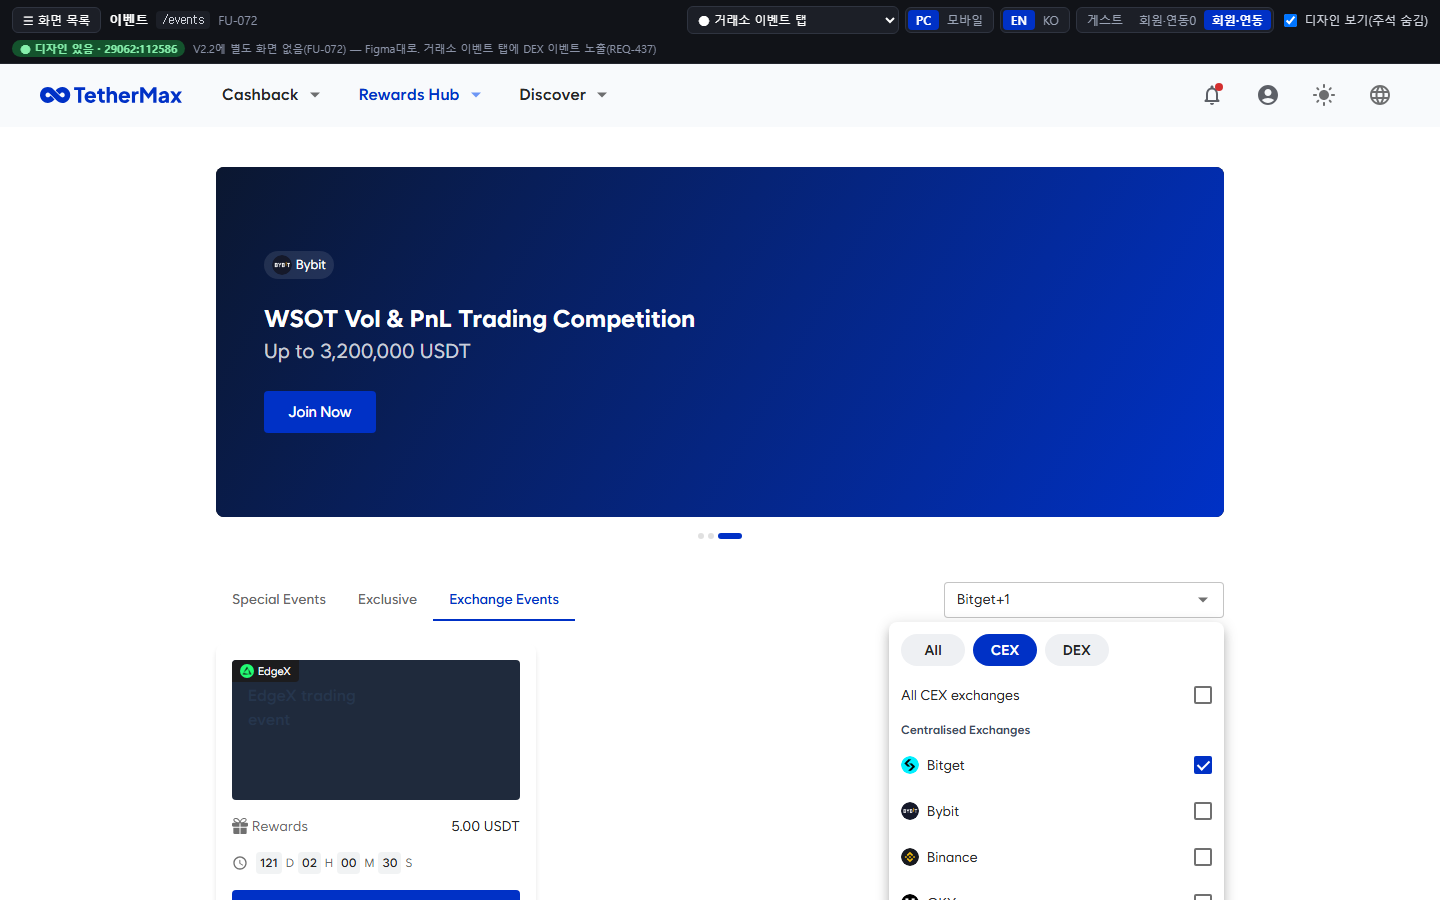 ☰ 화면 목록 이벤트 /events FU-072
● 거래소 이벤트 탭 PC 모바일 EN KO 게스트 회원·연동0 회원·연동 디자인 보기(주석 숨김)
● 디자인 있음 · 29062:112586 V2.2에 별도 화면 없음(FU-072) — Figma대로. 거래소 이벤트 탭에 DEX 이벤트 노출(REQ-437)
TetherMax Cashback Rewards Hub Discover
BYBIT Bybit
WSOT Vol & PnL Trading Competition
Up to 3,200,000 USDT
Join Now
Special Events Exclusive Exchange Events
Bitget+1
All CEX DEX
All CEX exchanges
Centralised Exchanges
Bitget
Bybit
Binance
EdgeX
EdgeX trading
event
Rewards 5.00 USDT
121 D 02 H 00 M 30 S